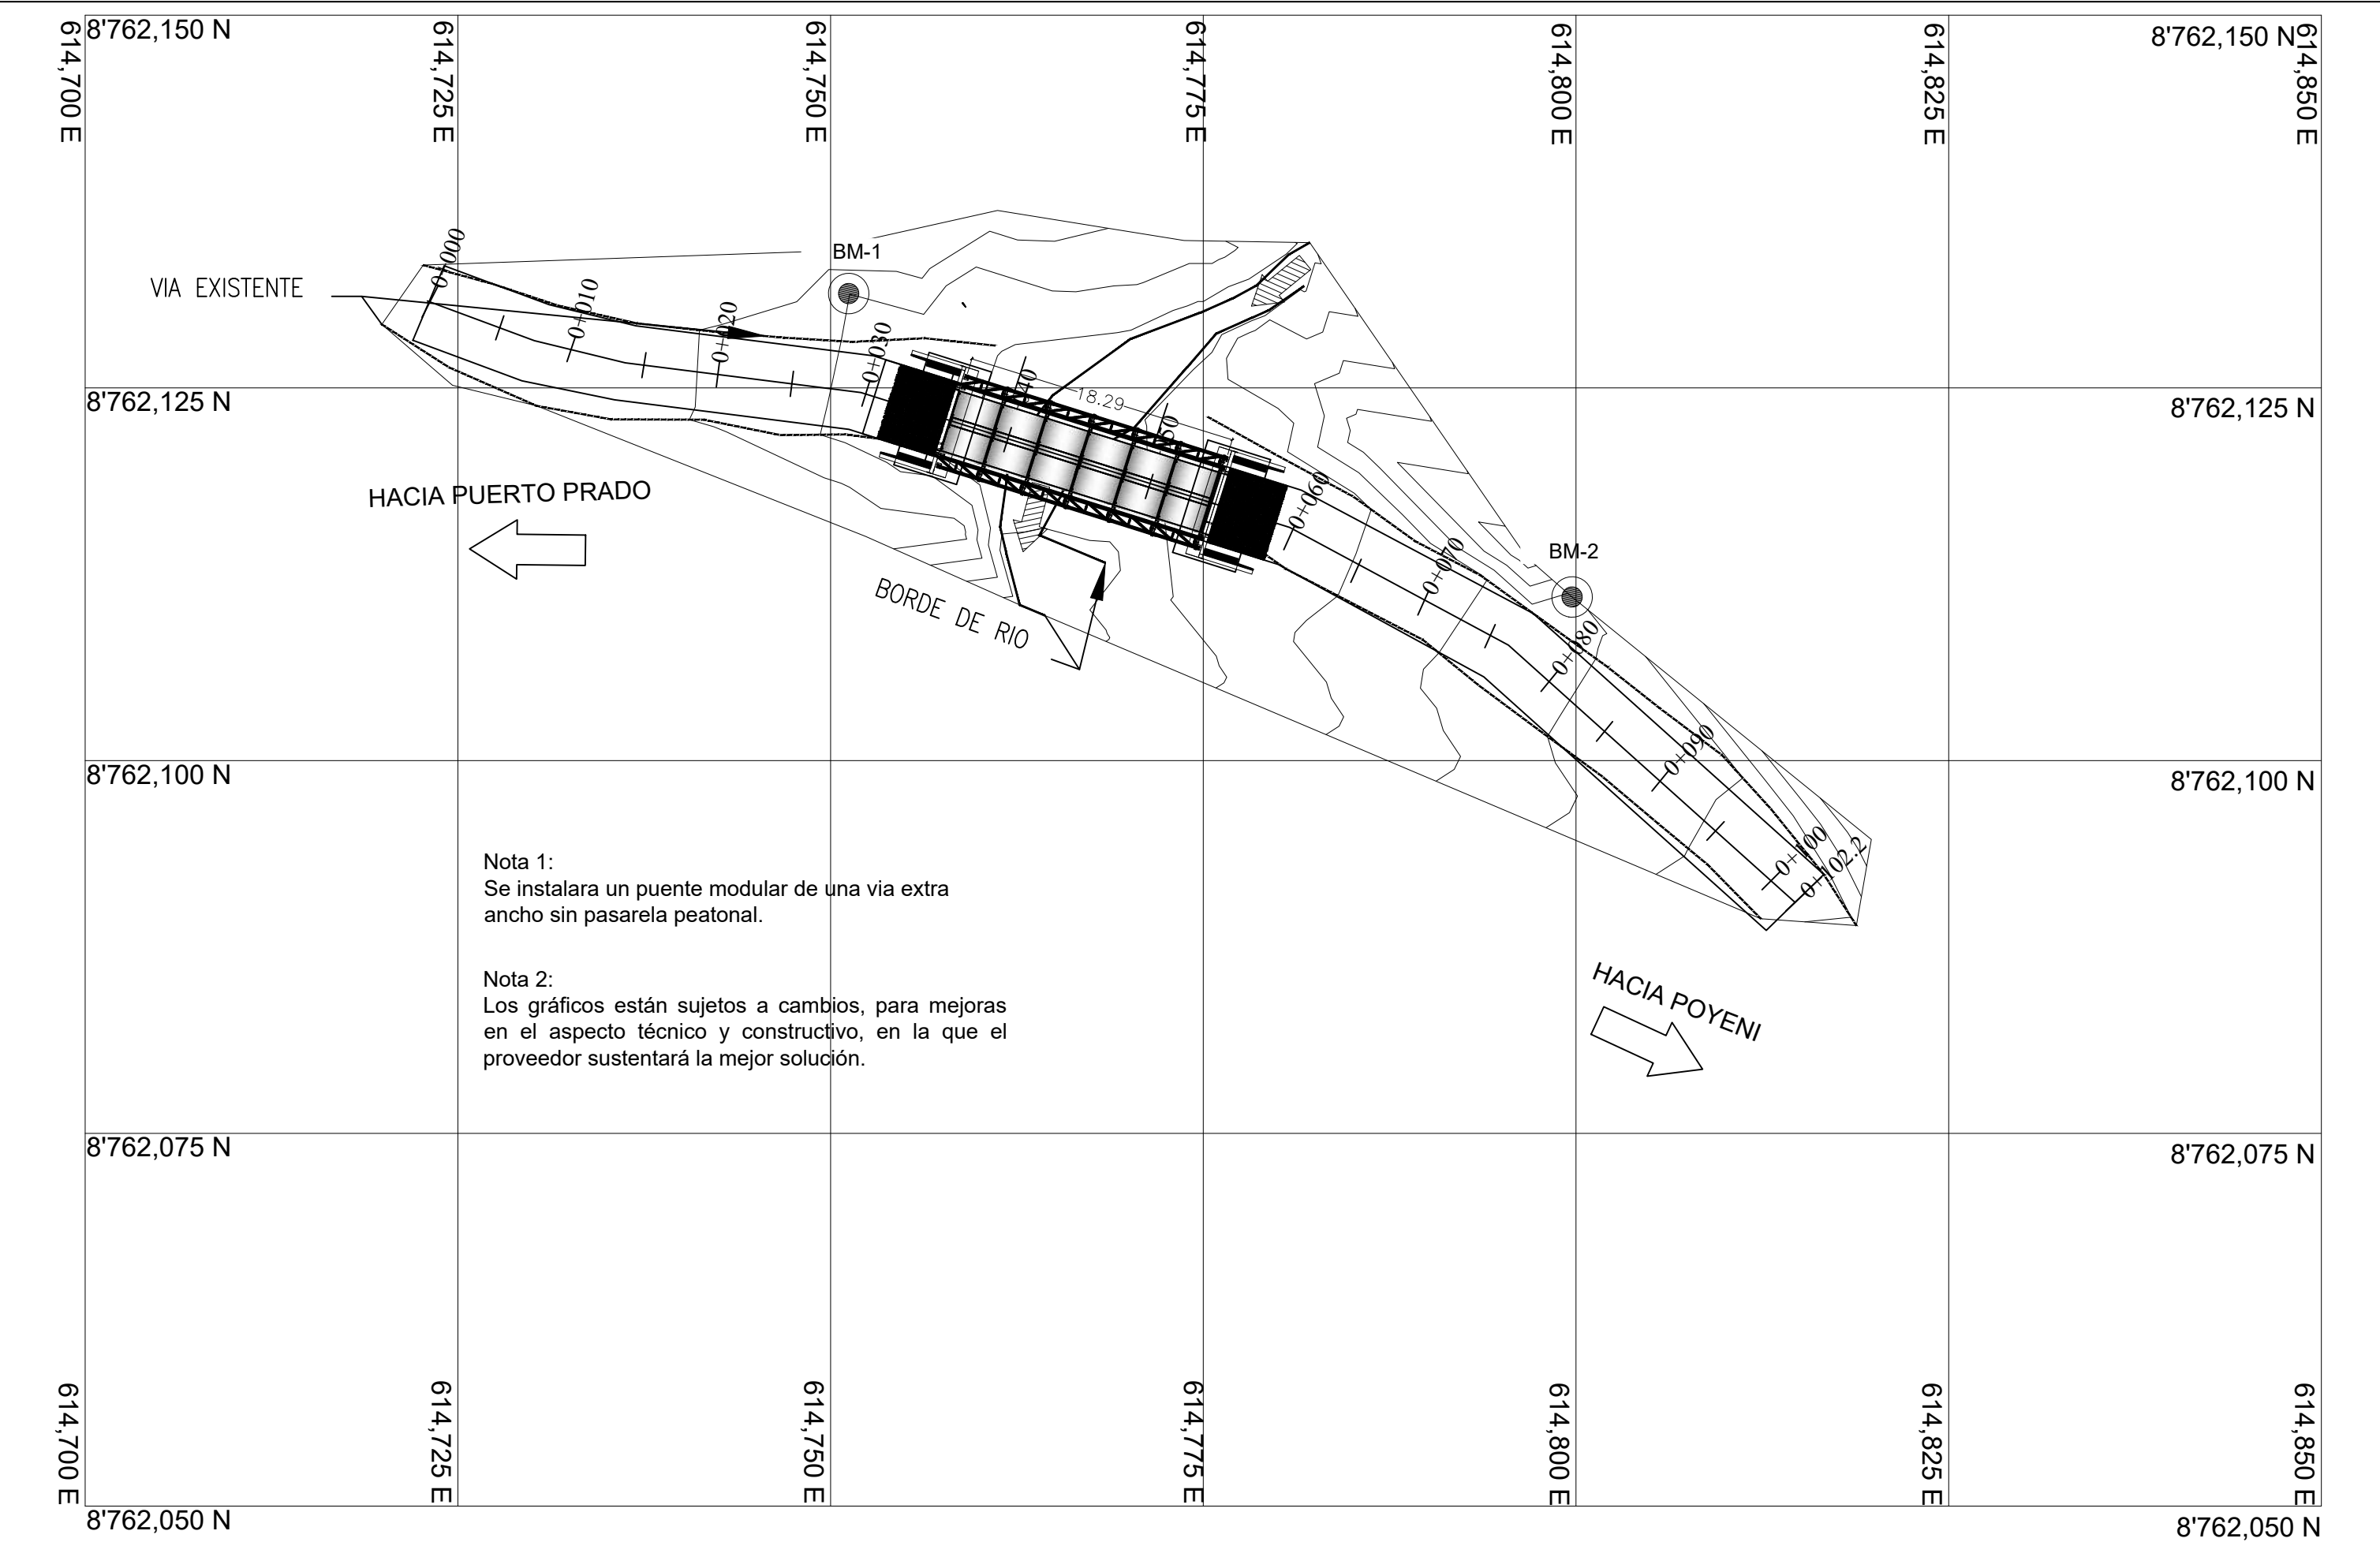 614,700 E
8'762,150 N
614,725 E
614,750 E
614,775 E
614,800 E
614,825 E
8'762,150 N
614,850 E
BM-1
VIA EXISTENTE
0+000
0+010
0+020
0+030
40
18.29
50
0+060
0+070
0+080
0+090
0+100
0+102.2
8'762,125 N
8'762,125 N
HACIA PUERTO PRADO
BM-2
BORDE DE RIO
8'762,100 N
8'762,100 N
Nota 1:
Se instalara un puente modular de una via extra
ancho sin pasarela peatonal.
Nota 2:
Los gráficos están sujetos a cambios, para mejoras
en el aspecto técnico y constructivo, en la que el
proveedor sustentará la mejor solución.
HACIA POYENI
8'762,075 N
8'762,075 N
614,700 E
614,725 E
614,750 E
614,775 E
614,800 E
614,825 E
614,850 E
8'762,050 N
8'762,050 N